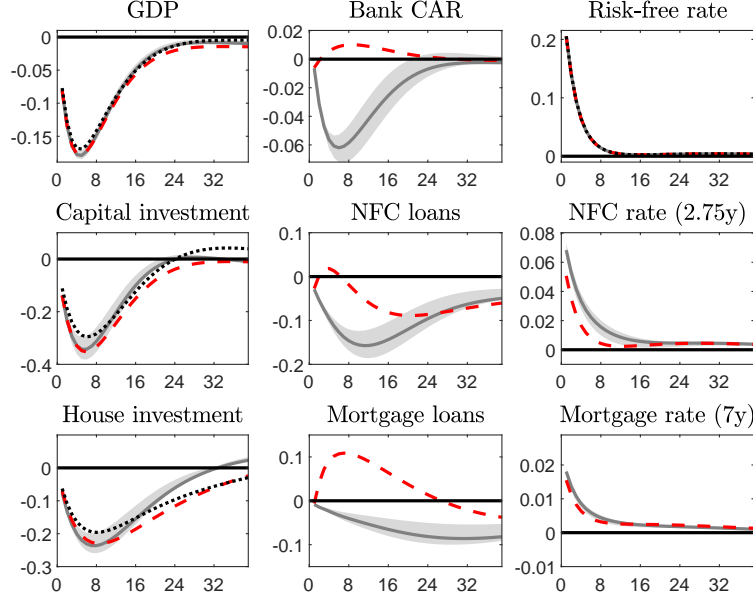 GDP
Bank CAR
Risk-free rate
0
-0.05
-0.1
-0.15
0 8 16 24 32
0.02
0
-0.02
-0.04
-0.06
0 8 16 24 32
0.2
0.1
0
0 8 16 24 32
Capital investment
NFC loans
NFC rate (2.75y)
0.1
0
-0.2
-0.4
0 8 16 24 32
0.1
0
-0.1
-0.2
0 8 16 24 32
0.08
0.06
0.04
0.02
0
0 8 16 24 32
House investment
Mortgage loans
Mortgage rate (7y)
0
-0.1
-0.2
-0.3
0 8 16 24 32
0.1
0
-0.1
0 8 16 24 32
0.02
0.01
0
-0.01
0 8 16 24 32